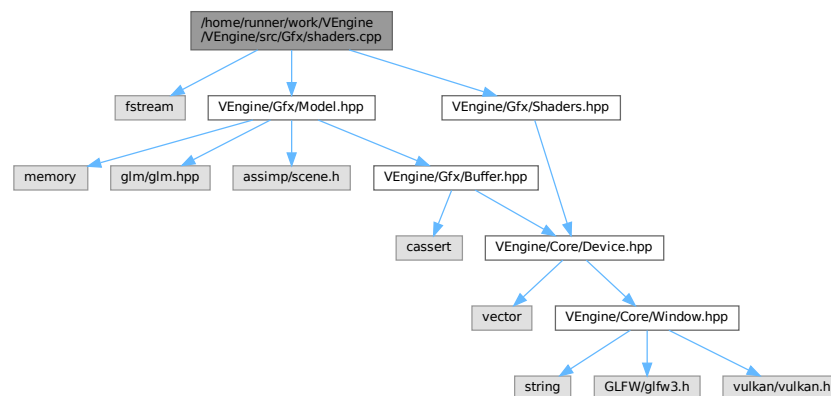 /home/runner/work/VEngine
/VEngine/src/Gfx/shaders.cpp
fstream
VEngine/Gfx/Model.hpp
VEngine/Gfx/Shaders.hpp
memory
glm/glm.hpp
assimp/scene.h
VEngine/Gfx/Buffer.hpp
cassert
VEngine/Core/Device.hpp
vector
VEngine/Core/Window.hpp
string
GLFW/glfw3.h
vulkan/vulkan.h